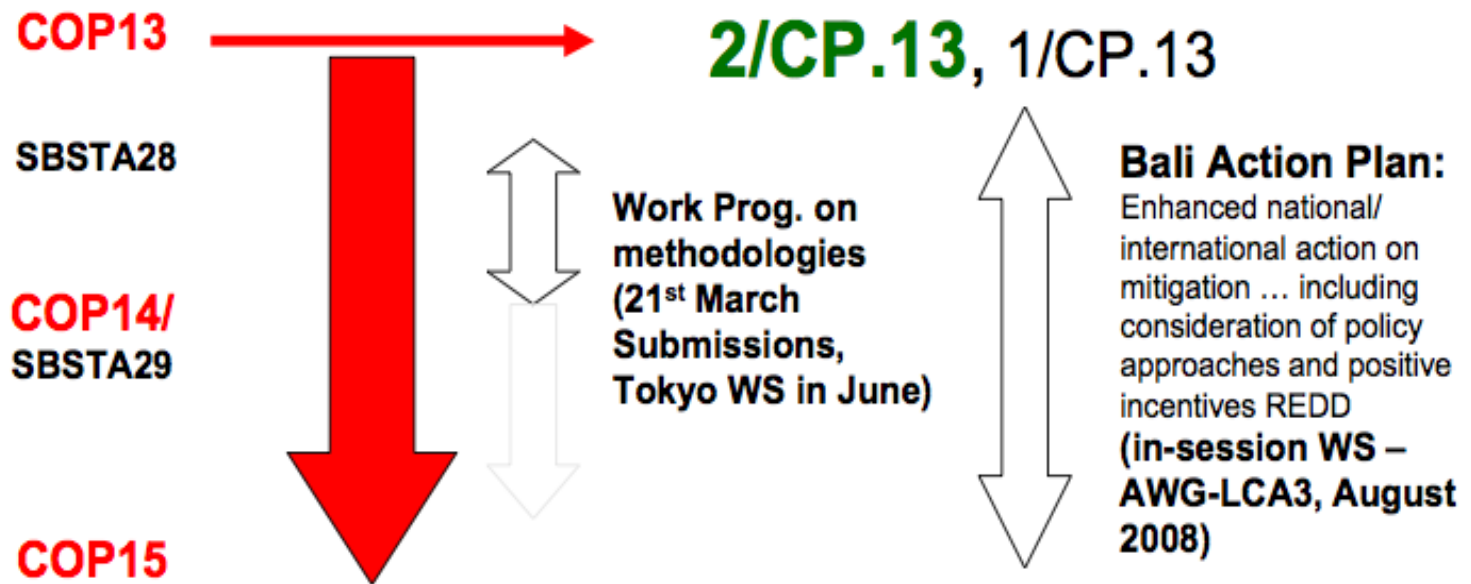 COP13
2/CP.13, 1/CP.13
SBSTA28
COP14/
SBSTA29
COP15
Work Prog. on
methodologies
(21st March
Submissions,
Tokyo WS in June)
Bali Action Plan:
Enhanced national/
international action on
mitigation … including
consideration of policy
approaches and positive
incentives REDD
(in-session WS –
AWG-LCA3, August
2008)